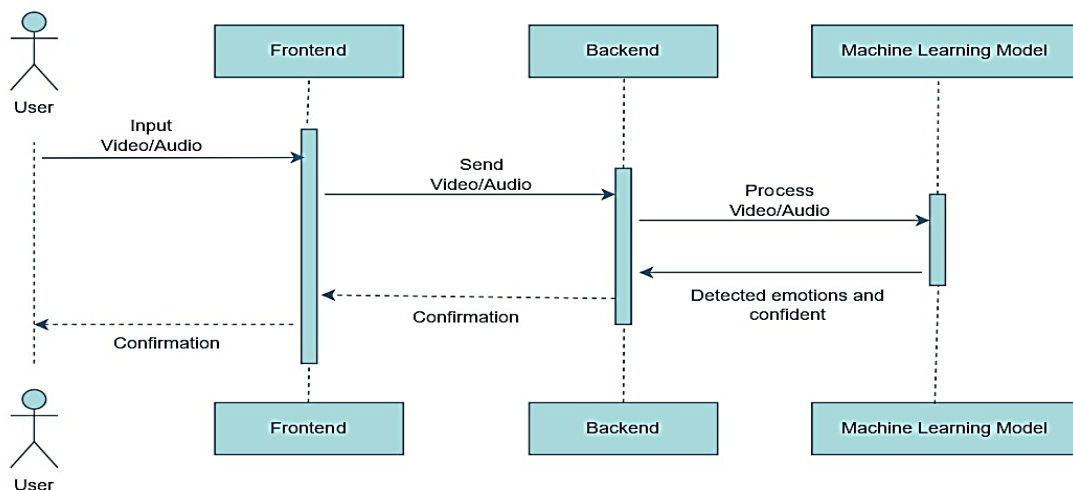 Frontend
Backend
Machine Learning Model
User
Input
Video/Audio
Send
Video/Audio
Process
Video/Audio
Detected emotions and
confident
Confirmation
Confirmation
Frontend
Backend
Machine Learning Model
User